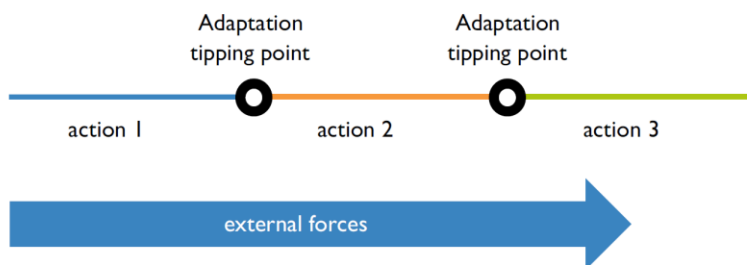 Adaptation
tipping point
Adaptation
tipping point
action 1
action 2
action 3
external forces